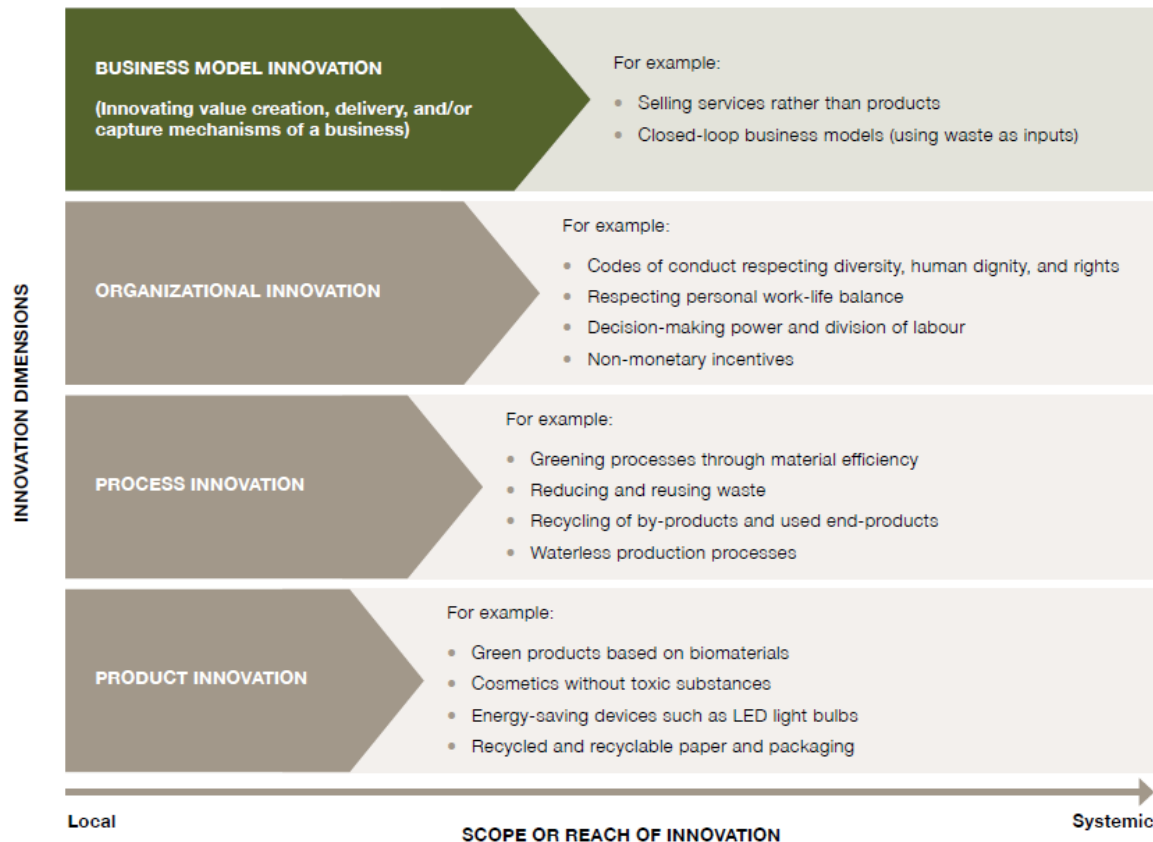 BUSINESS MODEL INNOVATION
(Innovating value creation, delivery, and/or
capture mechanisms of a business)
For example:
• Selling services rather than products
• Closed-loop business models (using waste as inputs)
ORGANIZATIONAL INNOVATION
For example:
• Codes of conduct respecting diversity, human dignity, and rights
• Respecting personal work-life balance
• Decision-making power and division of labour
• Non-monetary incentives
PROCESS INNOVATION
For example:
• Greening processes through material efficiency
• Reducing and reusing waste
• Recycling of by-products and used end-products
• Waterless production processes
PRODUCT INNOVATION
For example:
• Green products based on biomaterials
• Cosmetics without toxic substances
• Energy-saving devices such as LED light bulbs
• Recycled and recyclable paper and packaging
INNOVATION DIMENSIONS
Local
SCOPE OR REACH OF INNOVATION
Systemic